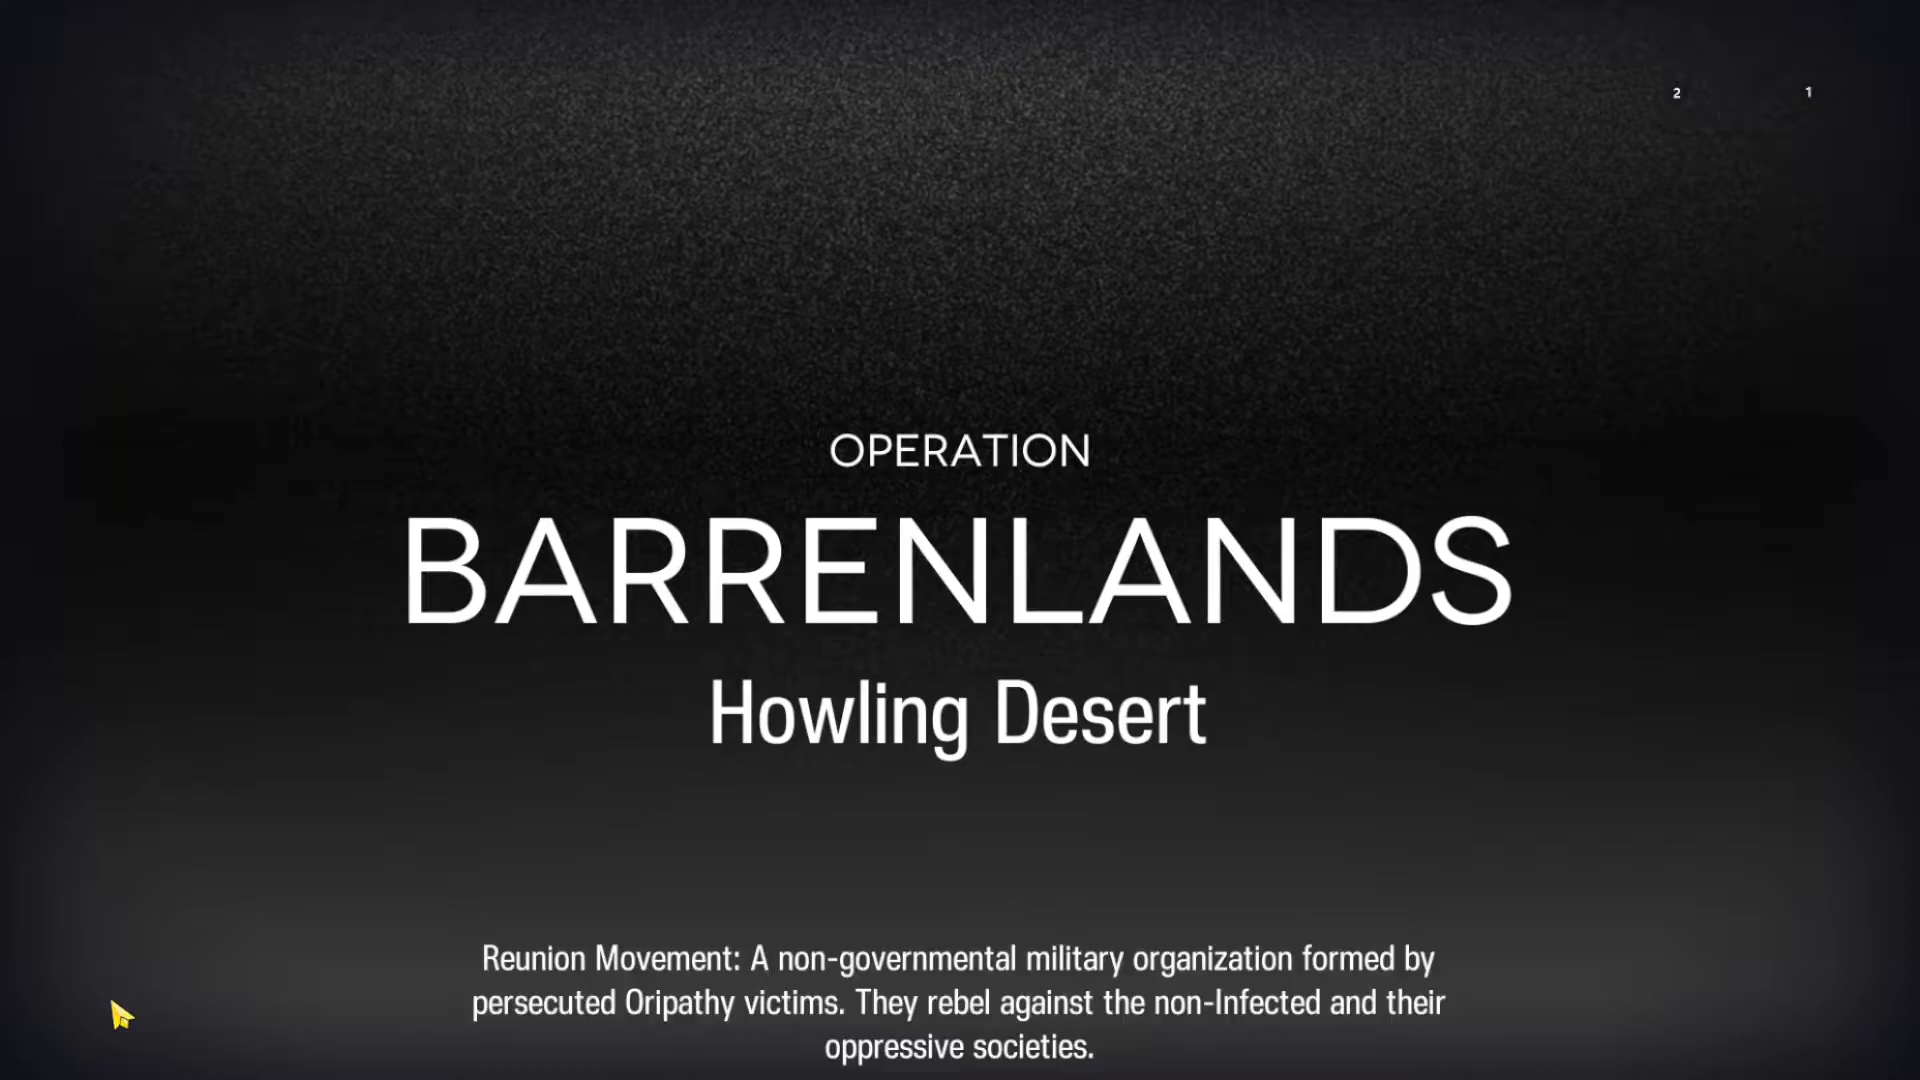 2 1
OPERATION
BARRENLANDS
Howling Desert
Reunion Movement: A non-governmental military organization formed by
persecuted Oripathy victims. They rebel against the non-Infected and their
oppressive societies.